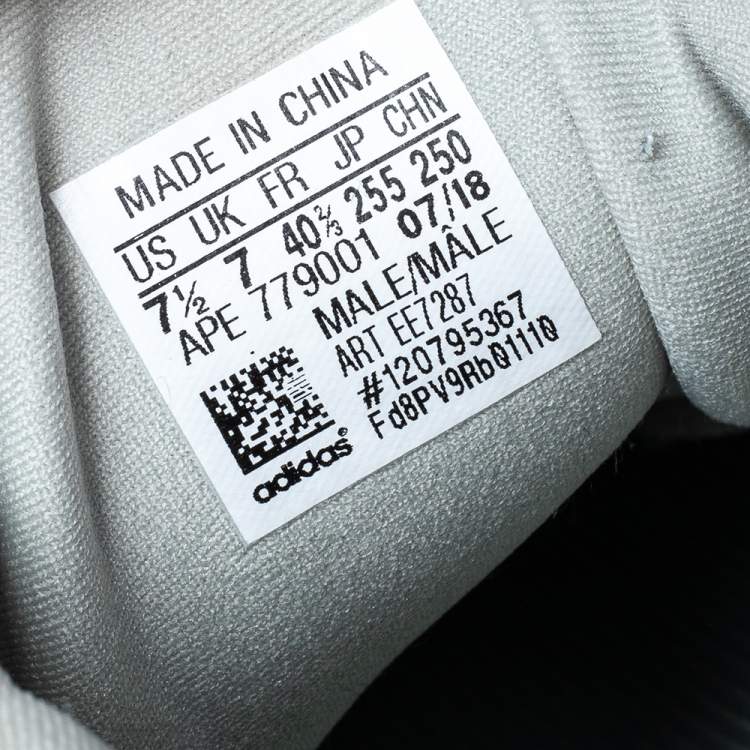 MADE IN CHINA
US UK FR JP CHN
7½ 7 40⅔ 255 250
APE 779001 07/18
MALE/MÂLE
ART EE7287
#120795367
Fd8PV9Rb01110
adidas®